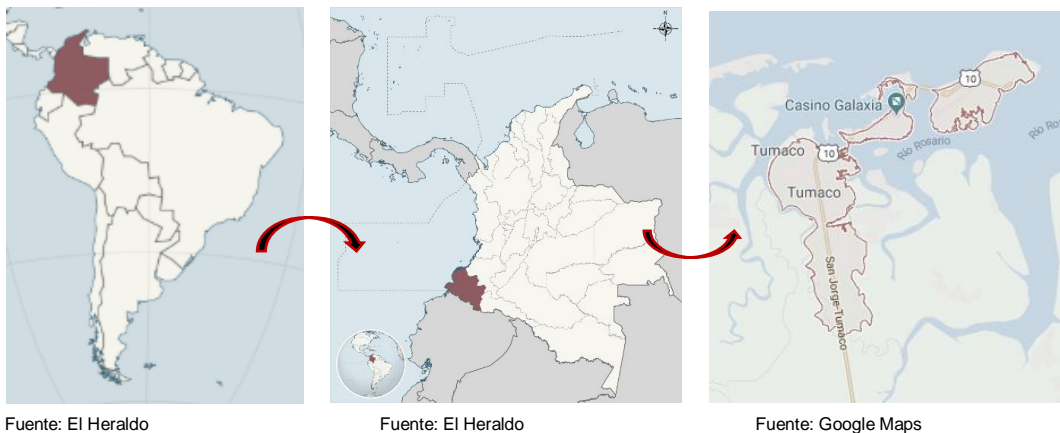 N
10
Casino Galaxia
Río Rosario
Río Ro
Tumaco
10
Tumaco
San Jorge-Tumaco
Fuente: El Heraldo
Fuente: El Heraldo
Fuente: Google Maps